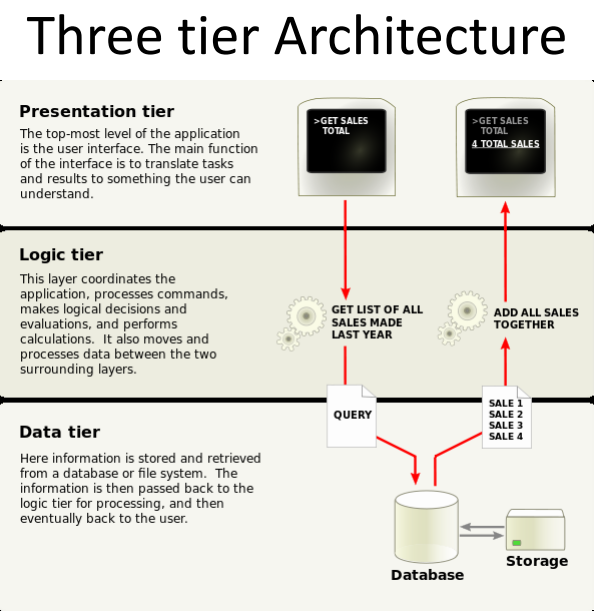 Three tier Architecture
Presentation tier
The top-most level of the application
is the user interface. The main function
of the interface is to translate tasks
and results to something the user can
understand.
>GET SALES
TOTAL
>GET SALES
TOTAL
4 TOTAL SALES
Logic tier
This layer coordinates the
application, processes commands,
makes logical decisions and
evaluations, and performs
calculations. It also moves and
processes data between the two
surrounding layers.
GET LIST OF ALL
SALES MADE
LAST YEAR
ADD ALL SALES
TOGETHER
QUERY
SALE 1
SALE 2
SALE 3
SALE 4
Data tier
Here information is stored and retrieved
from a database or file system. The
information is then passed back to the
logic tier for processing, and then
eventually back to the user.
Database
Storage